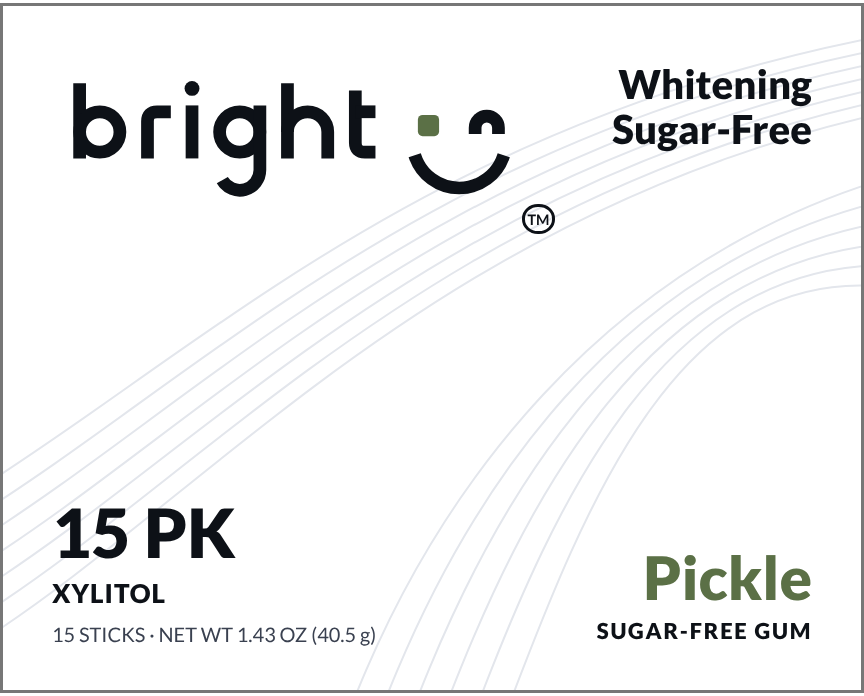 bright
TM
Whitening
Sugar-Free
15 PK
XYLITOL
15 STICKS · NET WT 1.43 OZ (40.5 g)
Pickle
SUGAR-FREE GUM